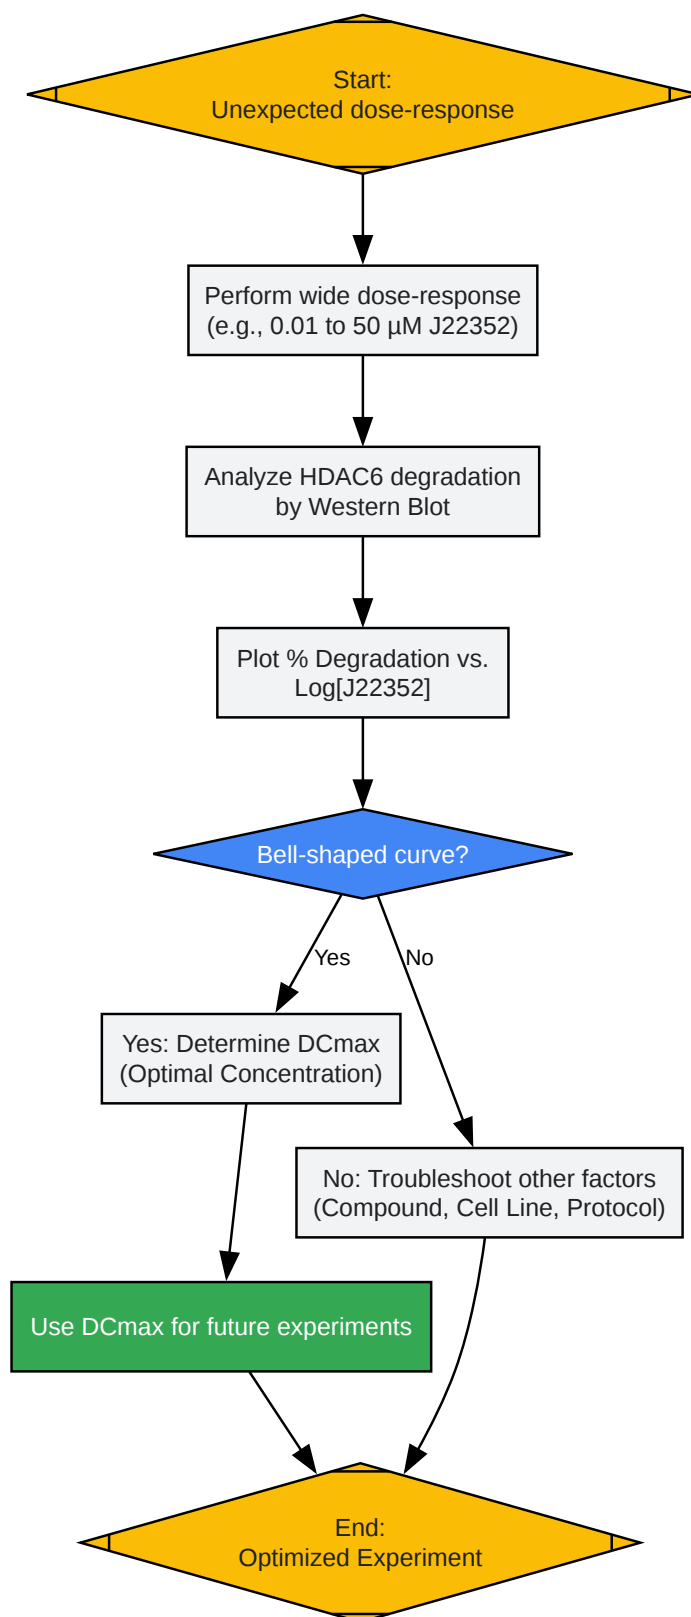 Start:
Unexpected dose-response
Perform wide dose-response
(e.g., 0.01 to 50 µM J22352)
Analyze HDAC6 degradation
by Western Blot
Plot % Degradation vs.
Log[J22352]
Bell-shaped curve?
Yes
No
Yes: Determine DCmax
(Optimal Concentration)
No: Troubleshoot other factors
(Compound, Cell Line, Protocol)
Use DCmax for future experiments
End:
Optimized Experiment